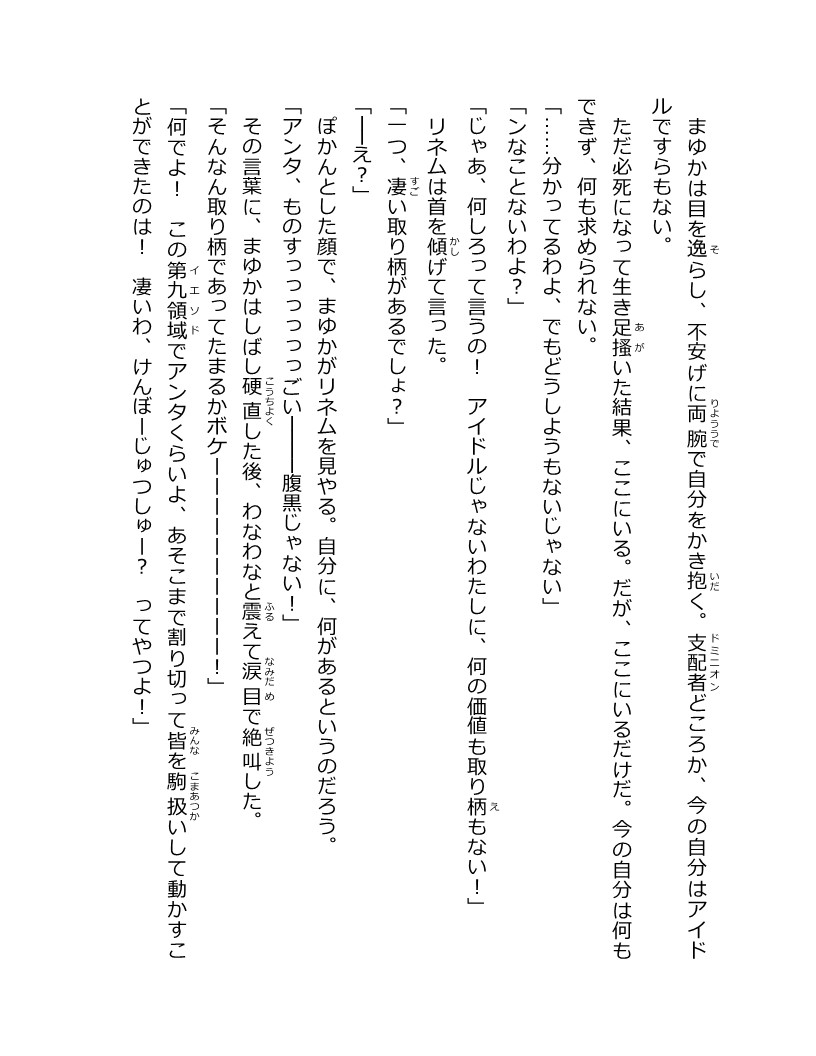 まゆかは目を逸らし、不安げに両腕で自分をかき抱く。支配者どころか、今の自分はアイド
ルですらもない。
　ただ必死になって生き足掻いた結果、ここにいる。だが、ここにいるだけだ。今の自分は何も
できず、何も求められない。
「……分かってるわよ、でもどうしようもないじゃない」
「ンなことないわよ？」
「じゃあ、何しろって言うの！　アイドルじゃないわたしに、何の価値も取り柄もない！」
　リネムは首を傾げて言った。
「一つ、凄い取り柄があるでしょ？」
「――え？」
　ぽかんとした顔で、まゆかがリネムを見やる。自分に、何があるというのだろう。
「アンタ、ものすっっっっっっごい――――腹黒じゃない！」
　その言葉に、まゆかはしばし硬直した後、わなわなと震えて涙目で絶叫した。
「そんなん取り柄であってたまるかボケーーーーーーーーーーー！」
「何でよ！　この第九領域でアンタくらいよ、あそこまで割り切って皆を駒扱いして動かすこ
とができたのは！　凄いわ、けんぼーじゅつしゅー？　ってやつよ！」